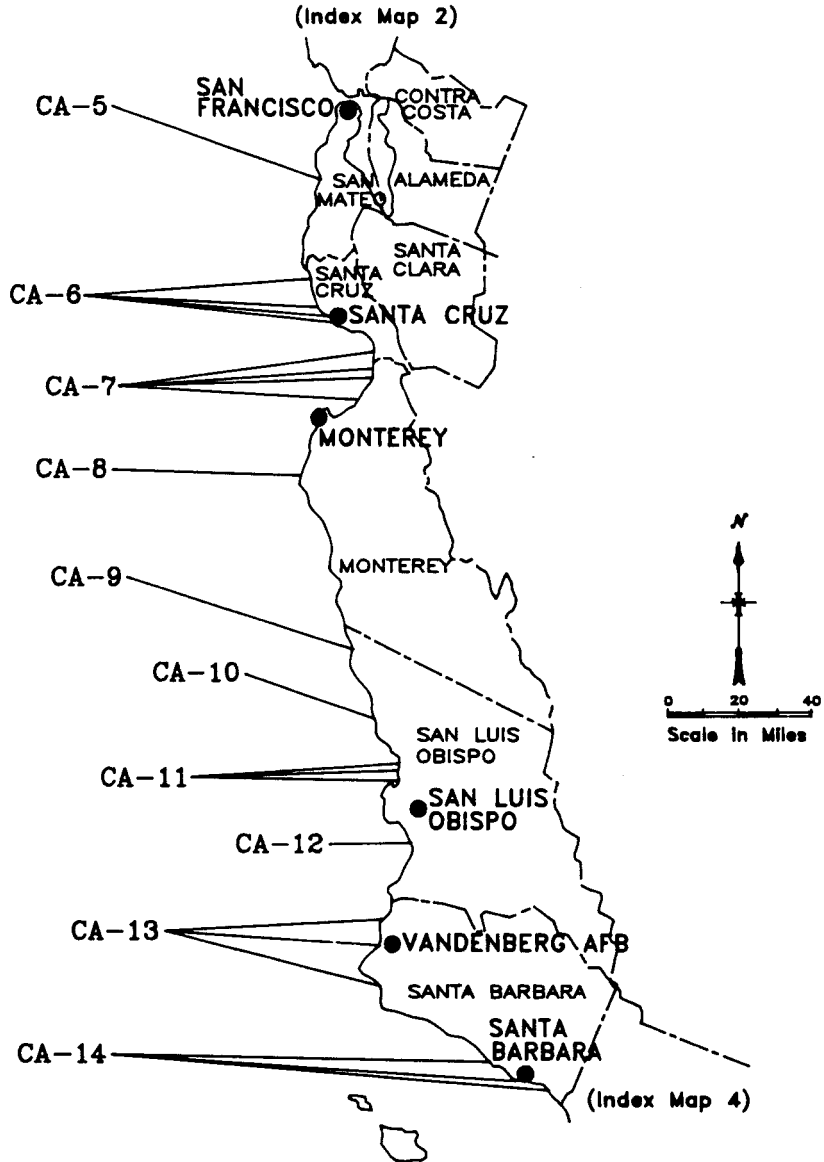 (Index Map 2)
SAN
FRANCISCO
CONTRA
COSTA
CA-5
SAN
MATEO
ALAMEDA
SANTA
CLARA
SANTA
CRUZ
CA-6
SANTA CRUZ
CA-7
MONTEREY
CA-8
N
MONTEREY
CA-9
CA-10
0 20 40
Scale in Miles
SAN LUIS
OBISPO
CA-11
SAN LUIS
OBISPO
CA-12
CA-13
VANDENBERG AFB
SANTA BARBARA
SANTA
BARBARA
CA-14
(Index Map 4)